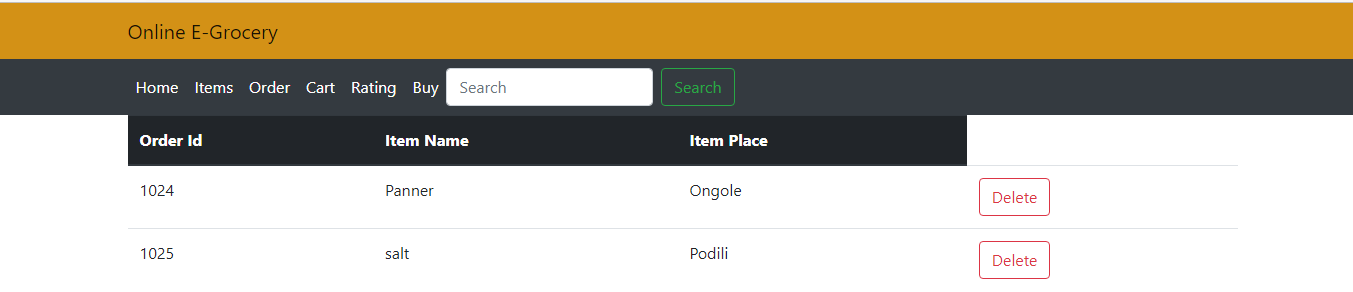 Online E-Grocery
Home Items Order Cart Rating Buy Search Search
Order Id Item Name Item Place
1024 Panner Ongole Delete
1025 salt Podili Delete